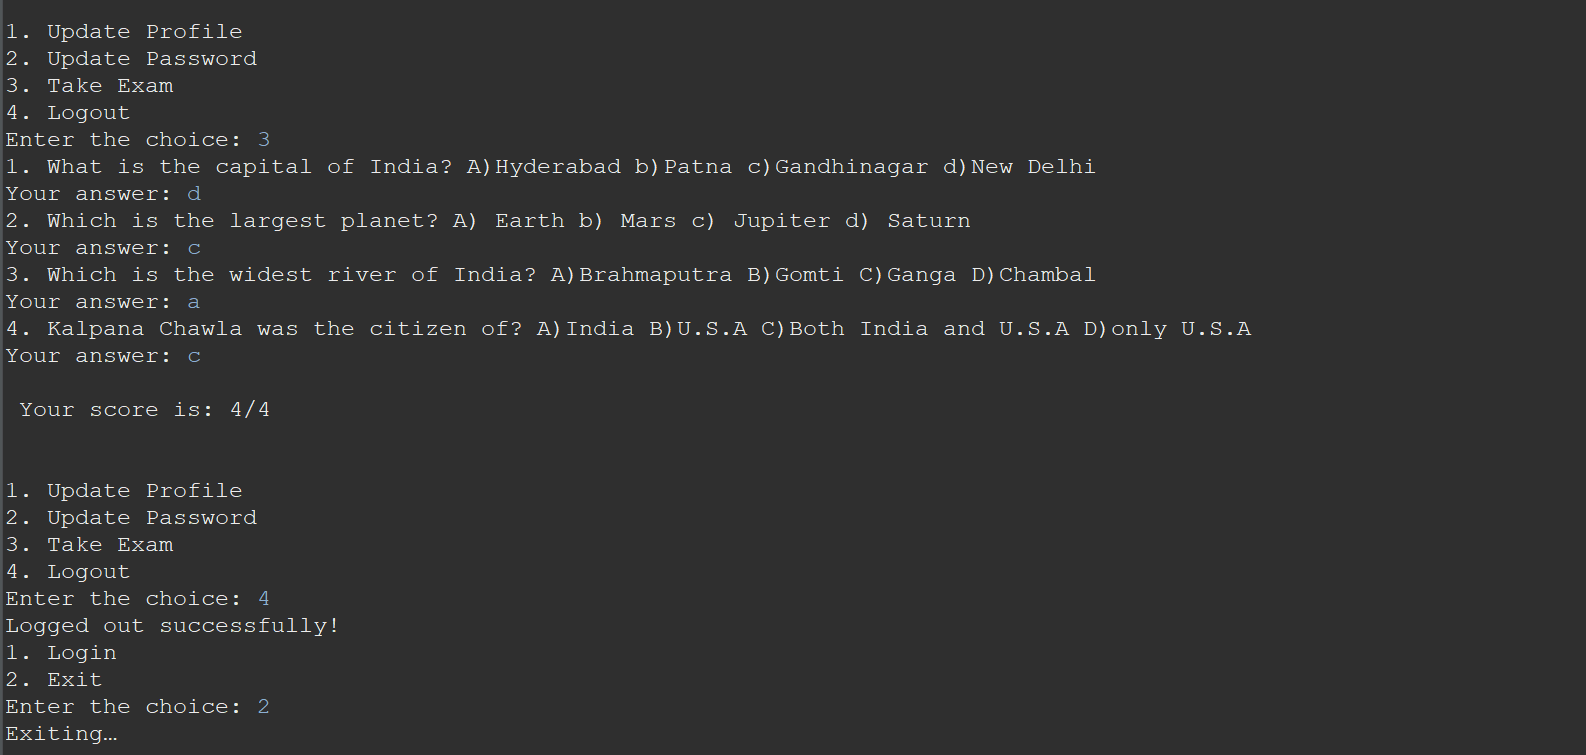 1. Update Profile
2. Update Password
3. Take Exam
4. Logout
Enter the choice: 3
1. What is the capital of India? A)Hyderabad b)Patna c)Gandhinagar d)New Delhi
Your answer: d
2. Which is the largest planet? A) Earth b) Mars c) Jupiter d) Saturn
Your answer: c
3. Which is the widest river of India? A)Brahmaputra B)Gomti C)Ganga D)Chambal
Your answer: a
4. Kalpana Chawla was the citizen of? A)India B)U.S.A C)Both India and U.S.A D)only U.S.A
Your answer: c
Your score is: 4/4
1. Update Profile
2. Update Password
3. Take Exam
4. Logout
Enter the choice: 4
Logged out successfully!
1. Login
2. Exit
Enter the choice: 2
Exiting…